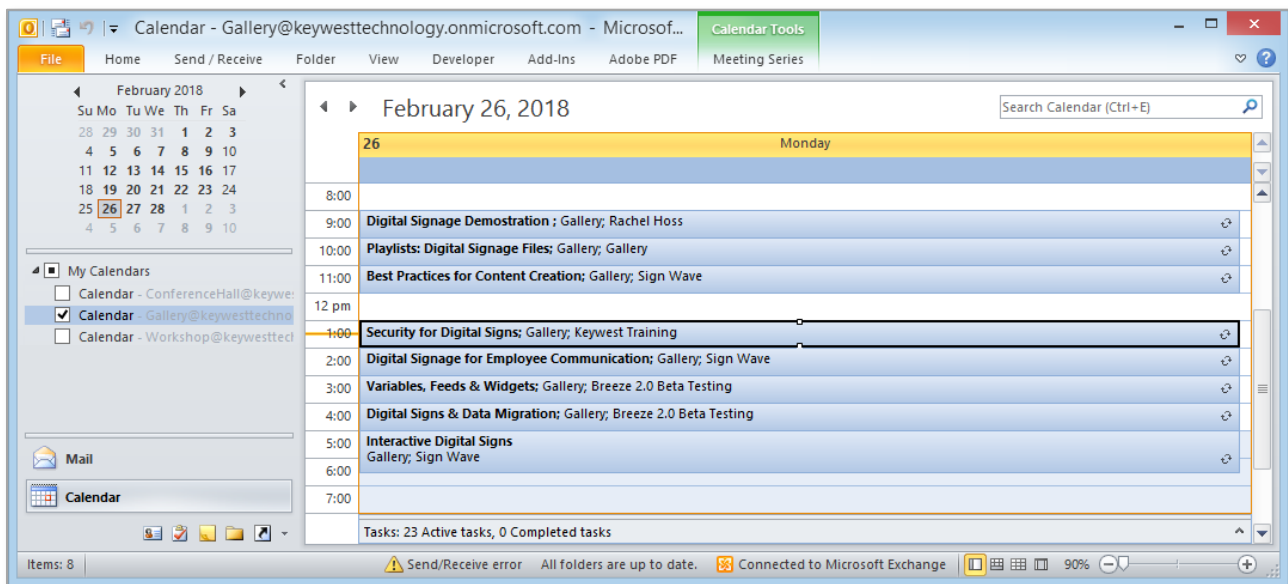 Calendar - Gallery@keywesttechnology.onmicrosoft.com - Microsof...
Calendar Tools
File Home Send / Receive Folder View Developer Add-Ins Adobe PDF Meeting Series
February 2018
Su Mo Tu We Th Fr Sa
28 29 30 31 1 2 3
4 5 6 7 8 9 10
11 12 13 14 15 16 17
18 19 20 21 22 23 24
25 26 27 28 1 2 3
4 5 6 7 8 9 10
My Calendars
Calendar - ConferenceHall@keywe
Calendar - Gallery@keywesttechno
Calendar - Workshop@keywesttecl
Mail
Calendar
February 26, 2018
Search Calendar (Ctrl+E)
26 Monday
8:00
9:00 Digital Signage Demostration ; Gallery; Rachel Hoss
10:00 Playlists: Digital Signage Files; Gallery; Gallery
11:00 Best Practices for Content Creation; Gallery; Sign Wave
12 pm
1:00 Security for Digital Signs; Gallery; Keywest Training
2:00 Digital Signage for Employee Communication; Gallery; Sign Wave
3:00 Variables, Feeds & Widgets; Gallery; Breeze 2.0 Beta Testing
4:00 Digital Signs & Data Migration; Gallery; Breeze 2.0 Beta Testing
5:00 Interactive Digital Signs
Gallery; Sign Wave
6:00
7:00
Tasks: 23 Active tasks, 0 Completed tasks
Items: 8 Send/Receive error All folders are up to date. Connected to Microsoft Exchange 90%